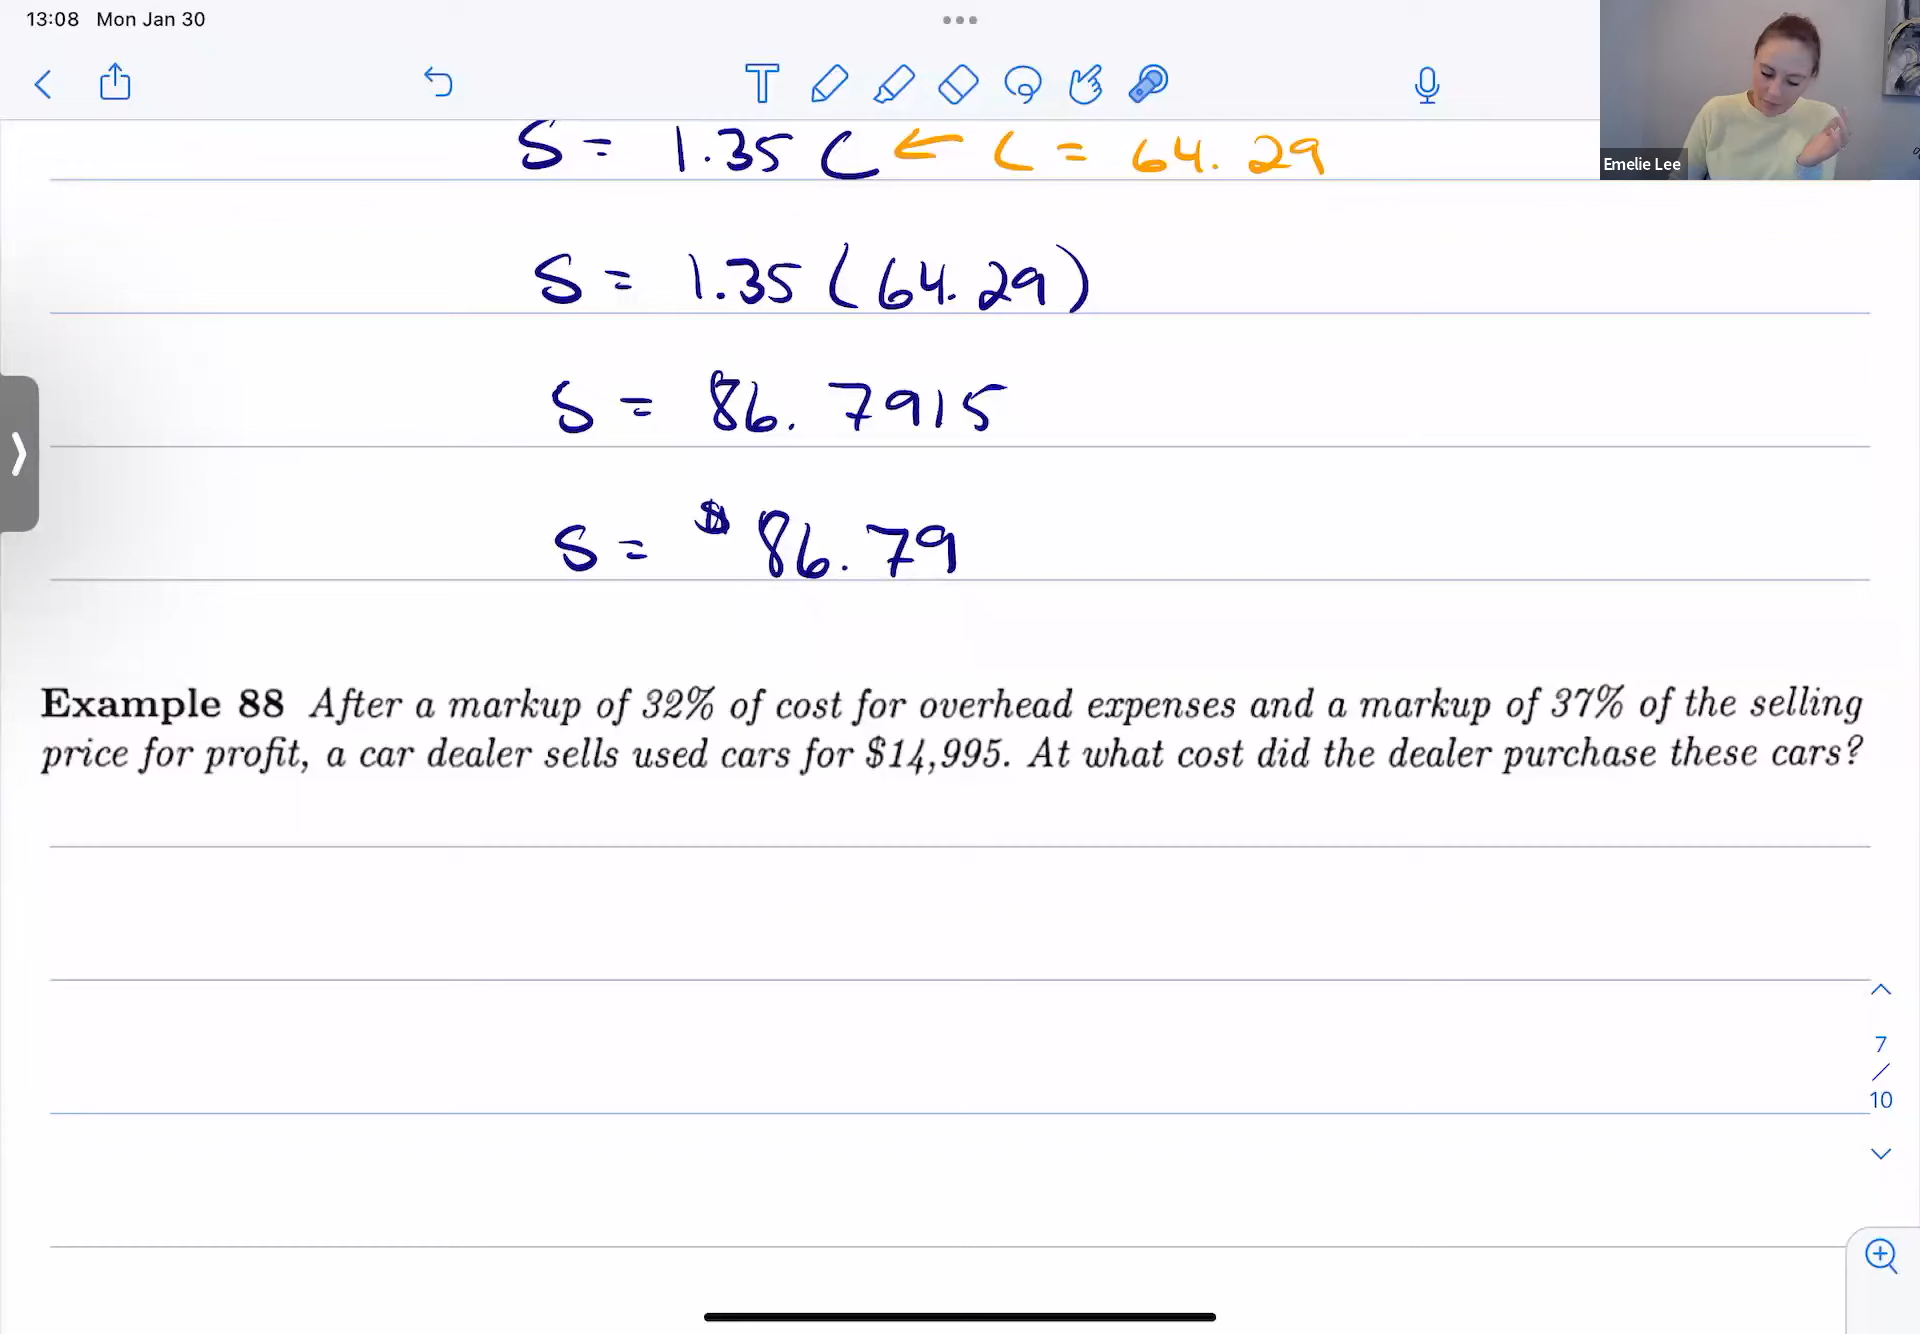 13:08 Mon Jan 30
S = 1.35 C ← C = 64.29
Emelie Lee
S = 1.35 (64.29)
S = 86.7915
S = $86.79
Example 88 After a markup of 32% of cost for overhead expenses and a markup of 37% of the selling
price for profit, a car dealer sells used cars for $14,995. At what cost did the dealer purchase these cars?
7
/
10